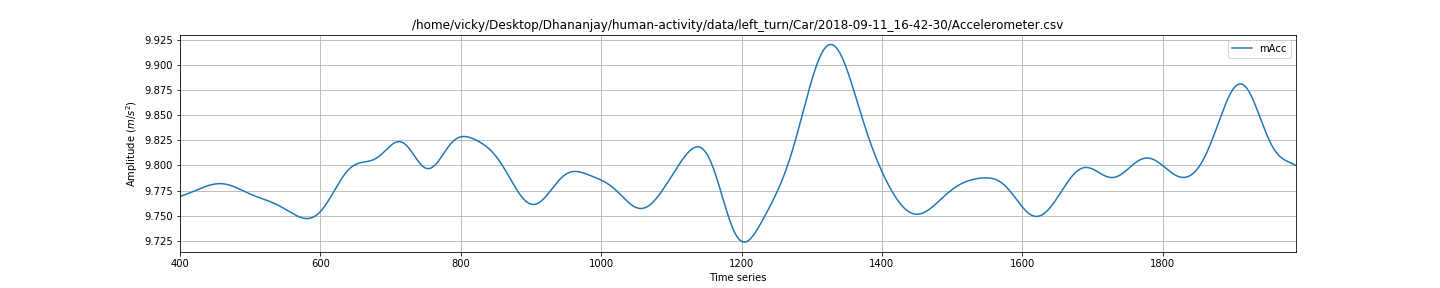 /home/vicky/Desktop/Dhananjay/human-activity/data/left_turn/Car/2018-09-11_16-42-30/Accelerometer.csv
mAcc
Amplitude (m/s²)
9.925
9.900
9.875
9.850
9.825
9.800
9.775
9.750
9.725
400 600 800 1000 1200 1400 1600 1800
Time series